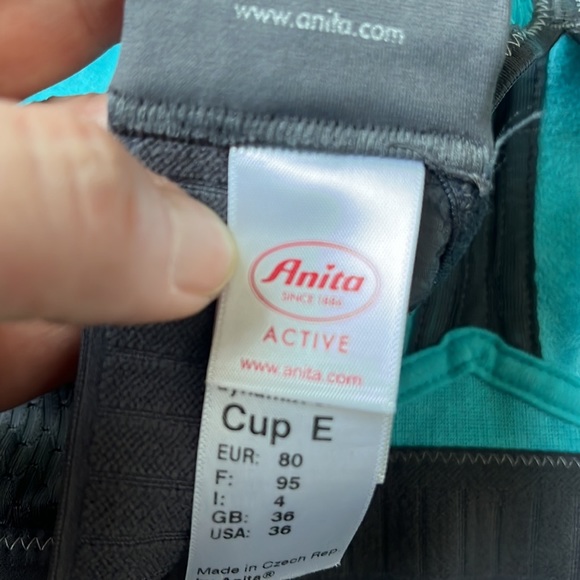 www.anita.com
Anita
SINCE 1886
ACTIVE
www.anita.com
Cup E
EUR: 80
F: 95
I: 4
GB: 36
USA: 36
Made in Czech Rep.
Anita®